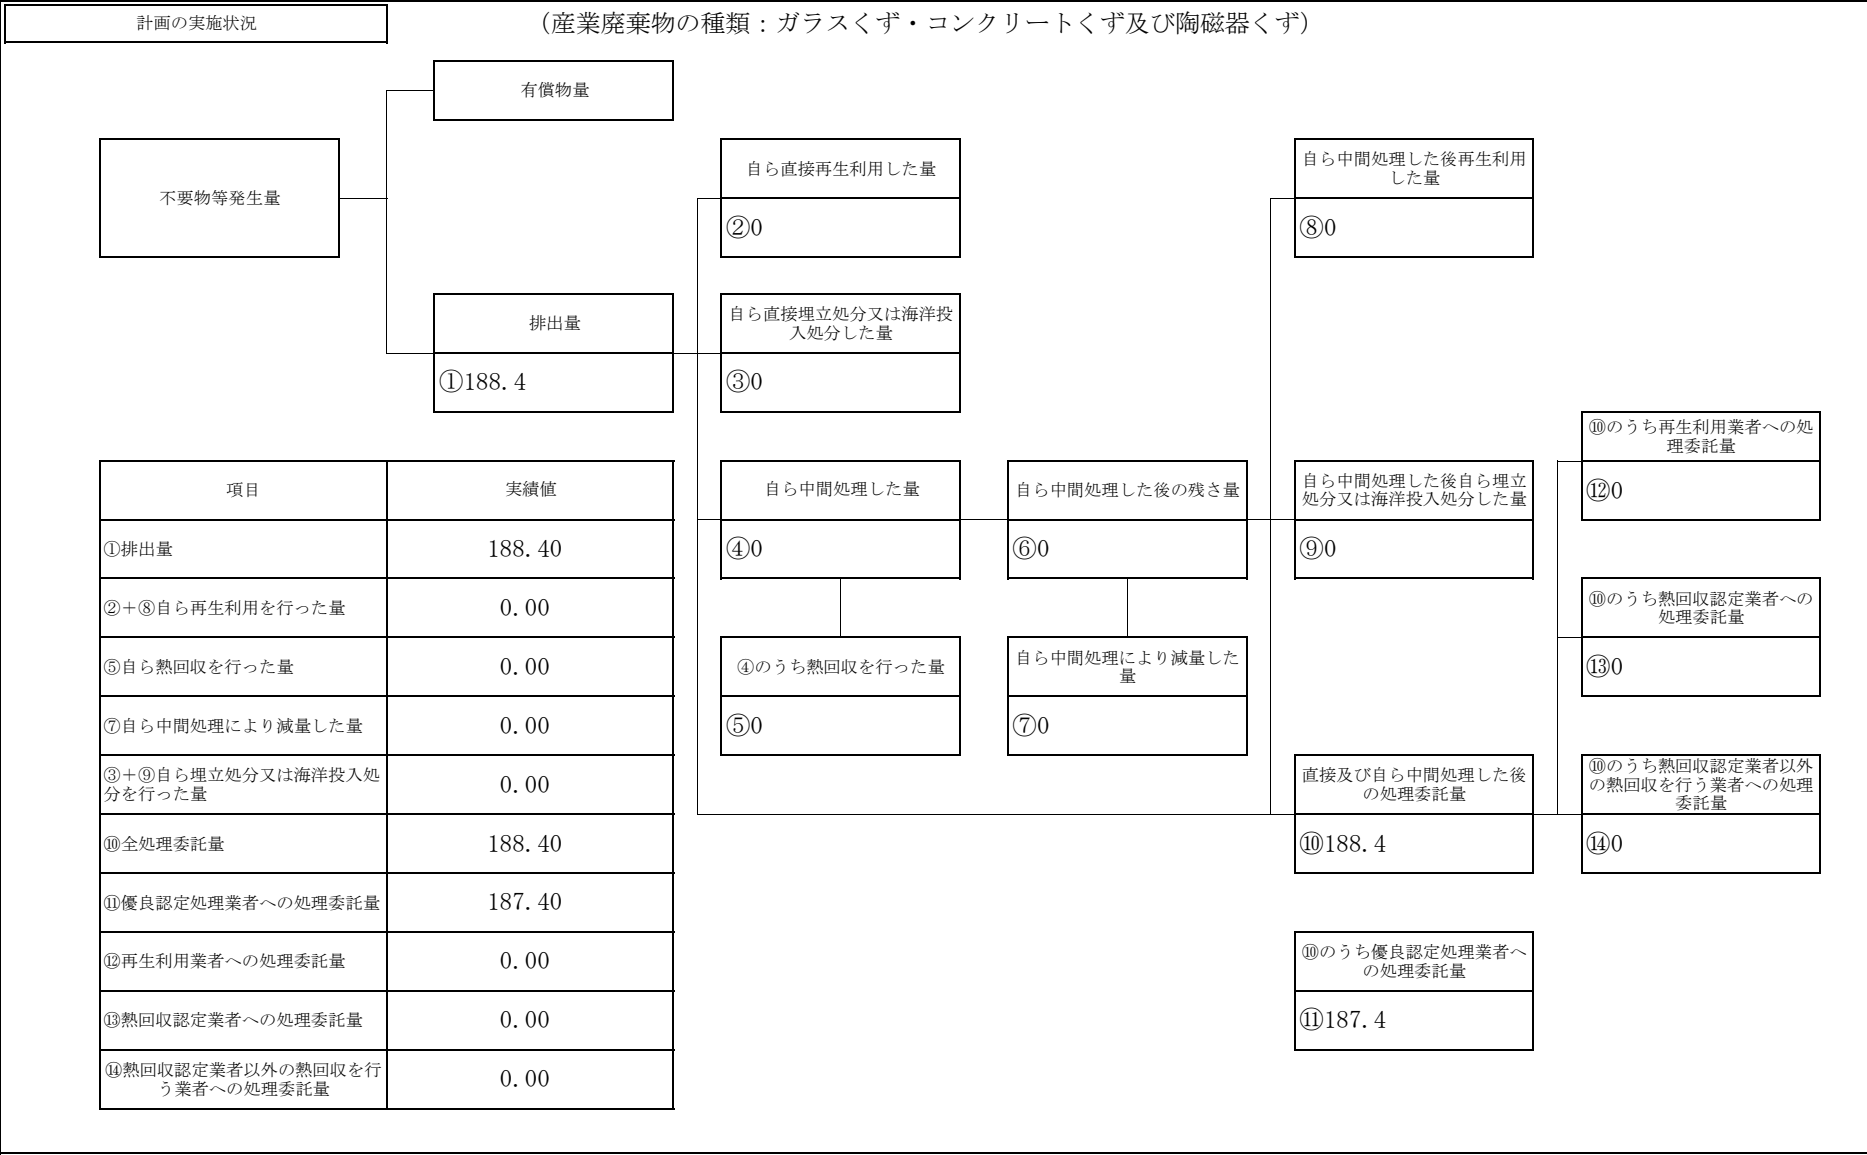 計画の実施状況
（産業廃棄物の種類：ガラスくず・コンクリートくず及び陶磁器くず）
有償物量
不要物等発生量
排出量
①188.4
自ら直接再生利用した量
②0
自ら直接埋立処分又は海洋投
入処分した量
③0
自ら中間処理した後再生利用
した量
⑧0
項目
実績値
①排出量
188.40
②＋⑧自ら再生利用を行った量
0.00
⑤自ら熱回収を行った量
0.00
⑦自ら中間処理により減量した量
0.00
③＋⑨自ら埋立処分又は海洋投入処
分を行った量
0.00
⑩全処理委託量
188.40
⑪優良認定処理業者への処理委託量
187.40
⑫再生利用業者への処理委託量
0.00
⑬熱回収認定業者への処理委託量
0.00
⑭熱回収認定業者以外の熱回収を行
う業者への処理委託量
0.00
自ら中間処理した量
④0
④のうち熱回収を行った量
⑤0
自ら中間処理した後の残さ量
⑥0
自ら中間処理により減量した
量
⑦0
自ら中間処理した後自ら埋立
処分又は海洋投入処分した量
⑨0
直接及び自ら中間処理した後
の処理委託量
⑩188.4
⑩のうち優良認定処理業者へ
の処理委託量
⑪187.4
⑩のうち再生利用業者への処
理委託量
⑫0
⑩のうち熱回収認定業者への
処理委託量
⑬0
⑩のうち熱回収認定業者以外
の熱回収を行う業者への処理
委託量
⑭0